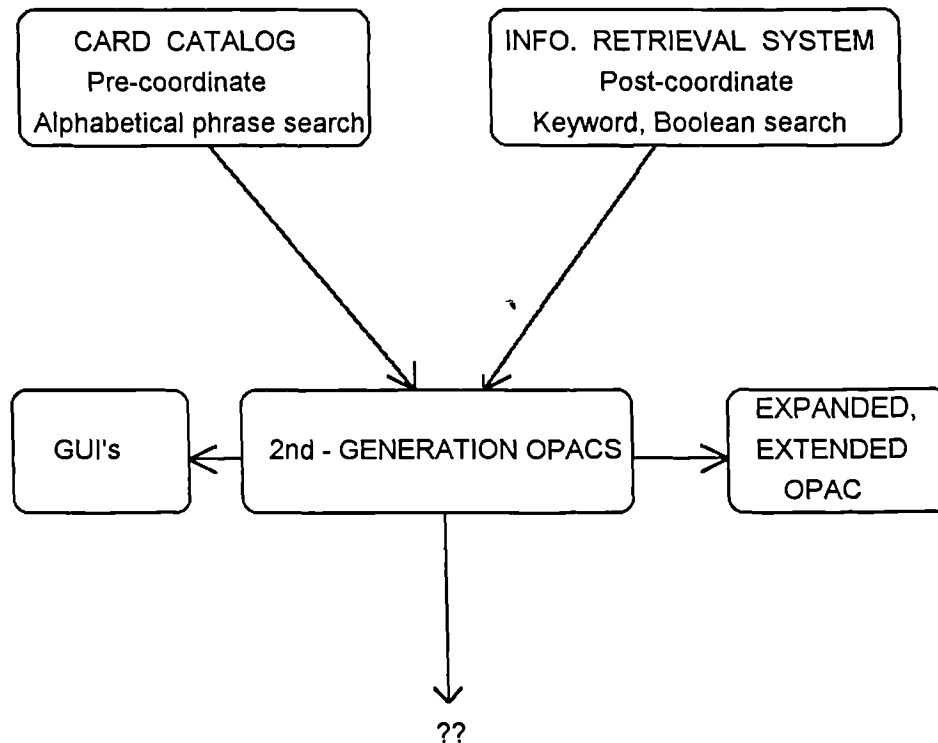 CARD CATALOG
Pre-coordinate
Alphabetical phrase search
INFO. RETRIEVAL SYSTEM
Post-coordinate
Keyword, Boolean search
GUI's
2nd - GENERATION OPACS
EXPANDED,
EXTENDED
OPAC
??